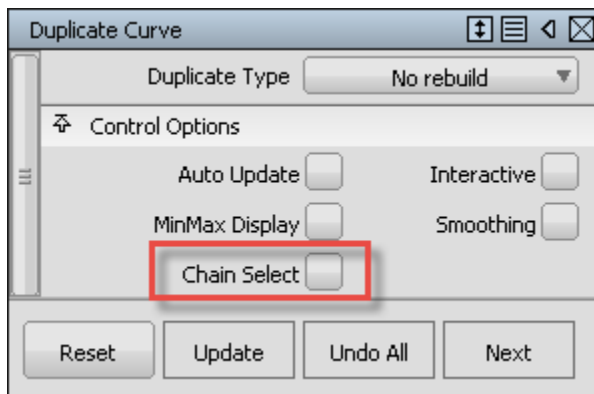 Duplicate Curve
Duplicate Type No rebuild
Control Options
Auto Update Interactive
MinMax Display Smoothing
Chain Select
Reset Update Undo All Next